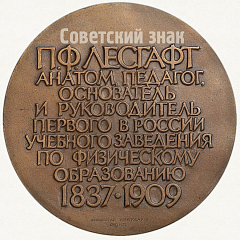 Советский знак
П·Ф·ЛЕСГАФТ
АНАТОМ, ПЕДАГОГ,
ОСНОВАТЕЛЬ
И РУКОВОДИТЕЛЬ
ПЕРВОГО В РОССИИ
УЧЕБНОГО ЗАВЕДЕНИЯ
ПО ФИЗИЧЕСКОМУ
ОБРАЗОВАНИЮ
1837·1909